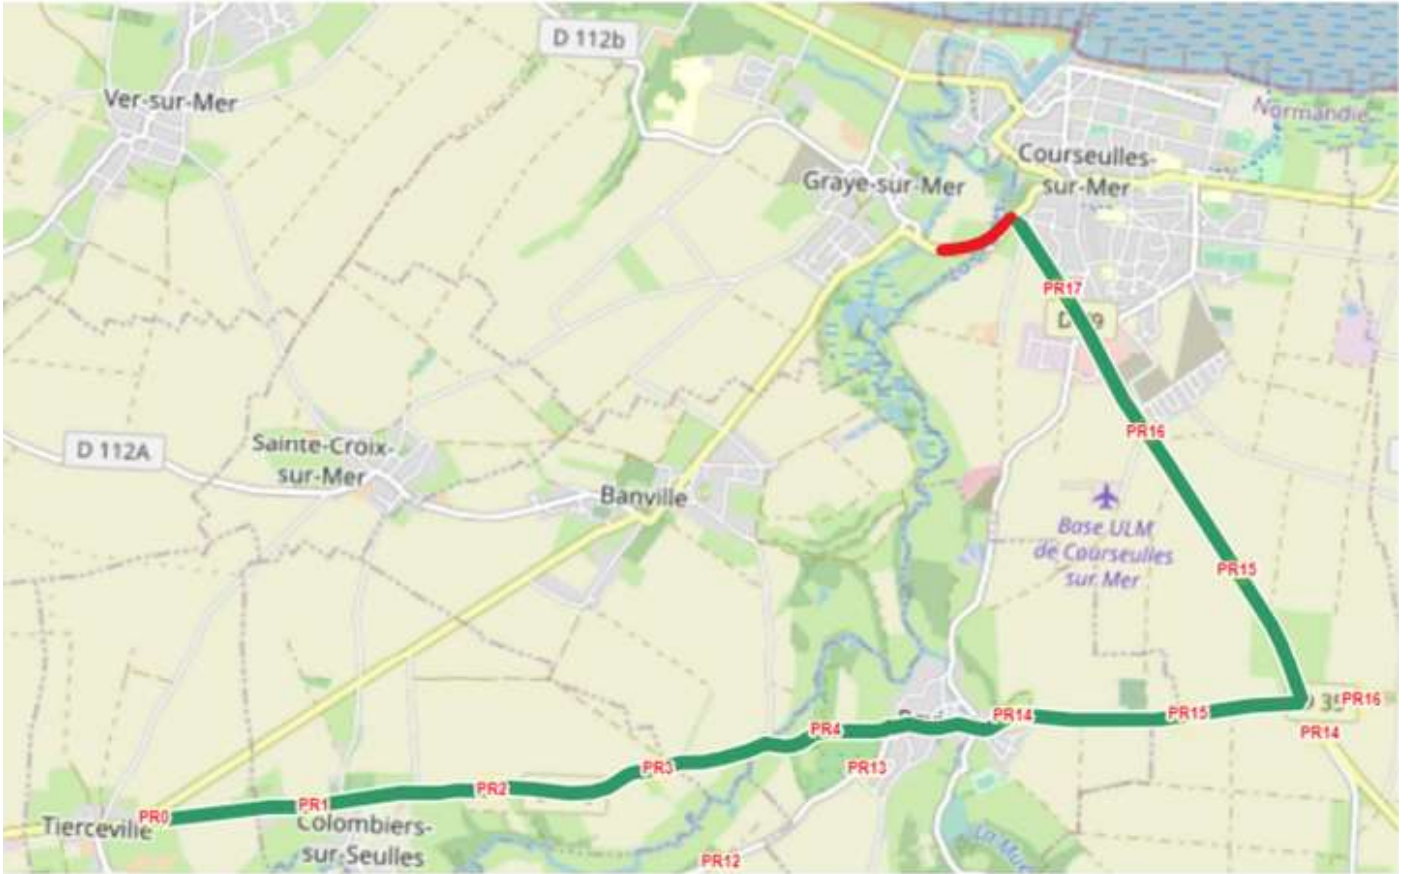 D 112b
Ver-sur-Mer
Normandie
Courseulles-
sur-Mer
Graye-sur-Mer
PR17
D 79
PR16
D 112A
Sainte-Croix-
sur-Mer
Banville
Base ULM
de Courseulles
sur Mer
PR15
PR16
PR14
PR15
PR14
PR4
PR13
PR3
PR2
PR1
PR0
Tierceville
Colombiers-
sur-Seulles
PR12
La Mue